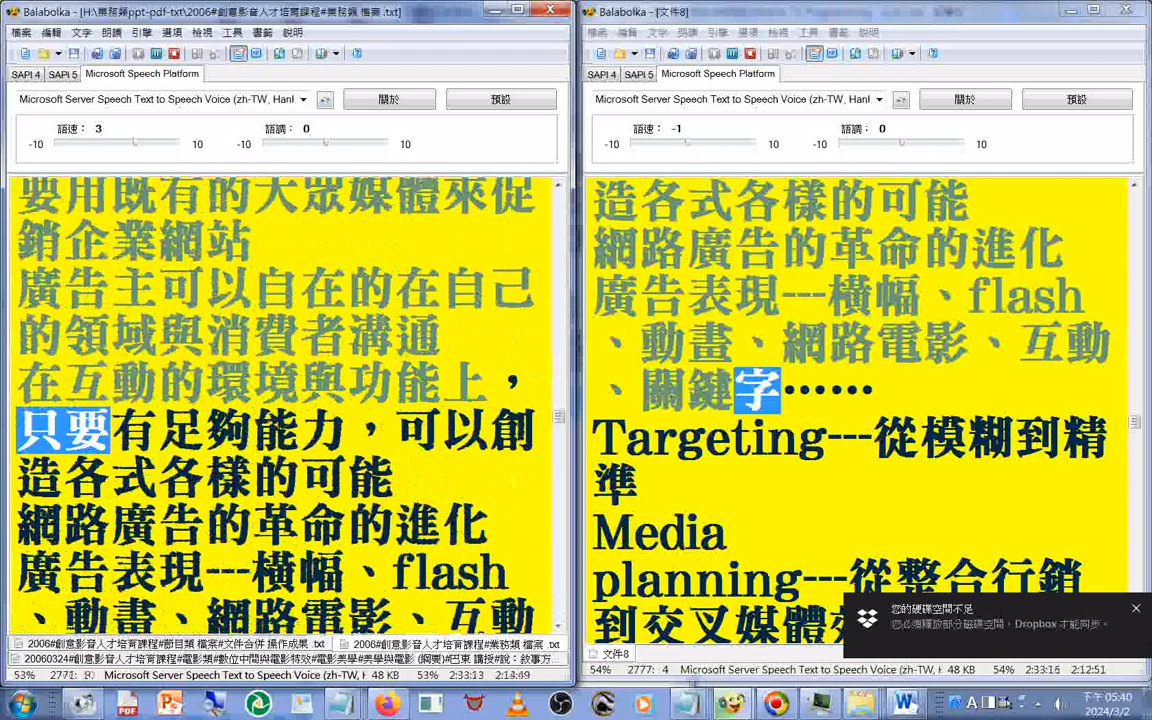 Balabolka - [H:\業務類ppt-pdf-txt\2006#創意影音人才培育課程#業務類 檔案 .txt]
檔案 編輯 文字 朗讀 引擎 選項 檢視 工具 書籤 說明
SAPI 4 SAPI 5 Microsoft Speech Platform
Microsoft Server Speech Text to Speech Voice (zh-TW, Hanl
關於 預設
語速： 3 語調： 0
-10 10 -10 10
要用既有的大眾媒體來促
銷企業網站
廣告主可以自在的在自己
的領域與消費者溝通
在互動的環境與功能上，
只要有足夠能力，可以創
造各式各樣的可能
網路廣告的革命的進化
廣告表現---橫幅、flash
、動畫、網路電影、互動
2006#創意影音人才培育課程#節目類 檔案#文件合併 操作成果 .txt 2006#創意影音人才培育課程#業務類 檔案 .txt
20060324#創意影音人才培育課程#電影類#數位中間與電影特效#電影美學#美學與電影 (綱要)#巴東 講授#說：敘事方...
53% 2771: 只 Microsoft Server Speech Text to Speech Voice (zh-TW, H 48 KB 2:33:13 2:14:49
Balabolka - [文件8]
檔案 編輯 文字 朗讀 引擎 選項 檢視 工具 書籤 說明
SAPI 4 SAPI 5 Microsoft Speech Platform
Microsoft Server Speech Text to Speech Voice (zh-TW, Hanl
關於 預設
語速： -1 語調： 0
-10 10 -10 10
造各式各樣的可能
網路廣告的革命的進化
廣告表現---橫幅、flash
、動畫、網路電影、互動
、關鍵字……
Targeting---從模糊到精
準
Media
planning---從整合行銷
到交叉媒體
您的硬碟空間不足
您必須釋放部分磁碟空間，Dropbox 才能同步。
文件8
54% 2777: 4 Microsoft Server Speech Text to Speech Voice (zh-TW, Hanl 48 KB 2:33:16 2:12:51
下午 05:40
2024/3/2